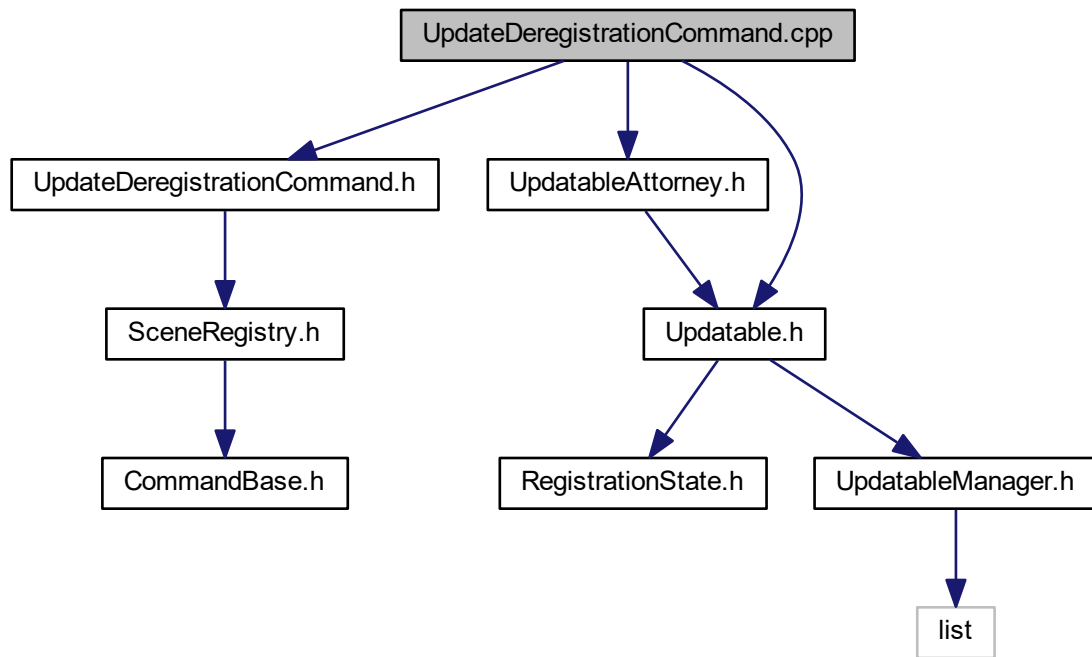 UpdateDeregistrationCommand.cpp
UpdateDeregistrationCommand.h
UpdatableAttorney.h
SceneRegistry.h
Updatable.h
CommandBase.h
RegistrationState.h
UpdatableManager.h
list